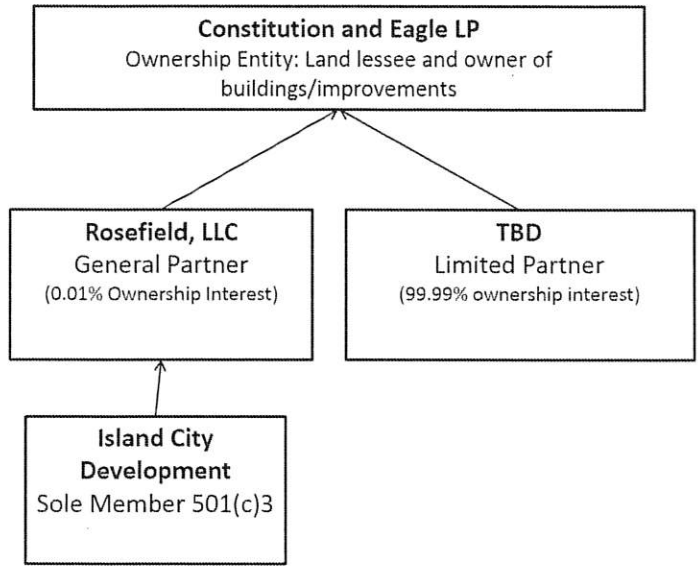 Constitution and Eagle LP
Ownership Entity: Land lessee and owner of
buildings/improvements
Rosefield, LLC
General Partner
(0.01% Ownership Interest)
TBD
Limited Partner
(99.99% ownership interest)
Island City
Development
Sole Member 501(c)3